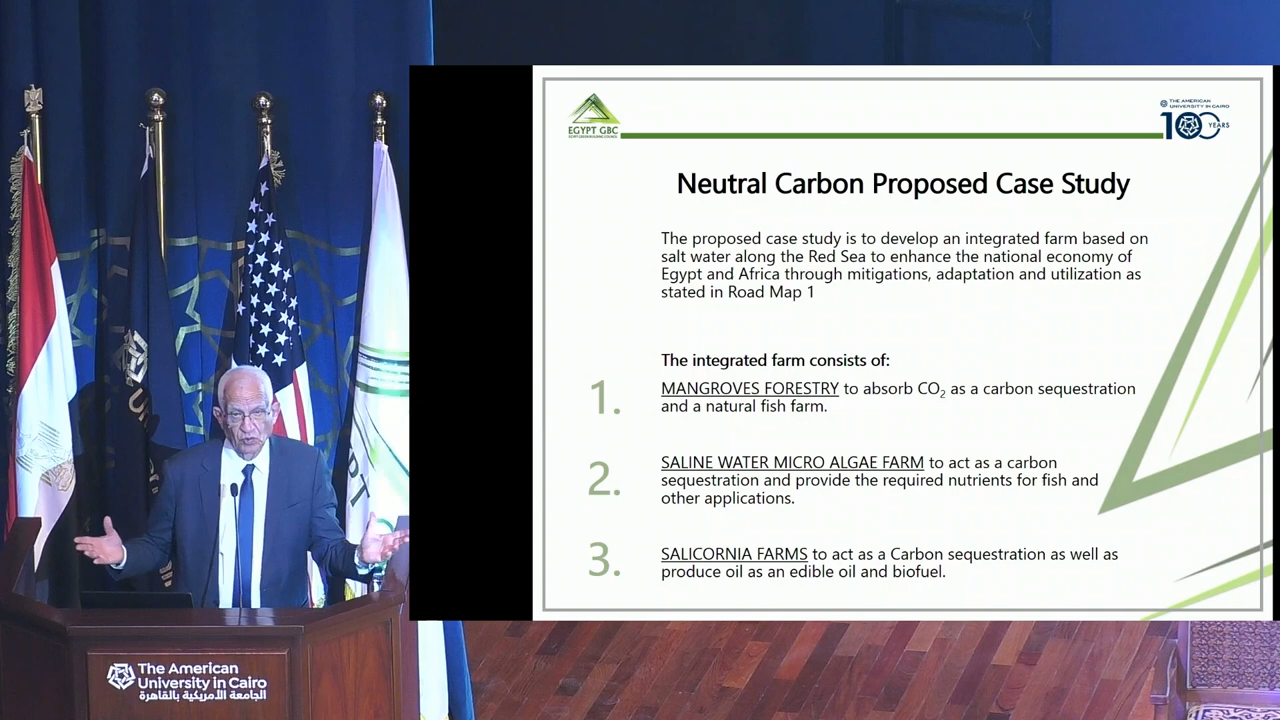 EGYPT GBC
THE AMERICAN
UNIVERSITY IN CAIRO
100 YEARS
Neutral Carbon Proposed Case Study
The proposed case study is to develop an integrated farm based on
salt water along the Red Sea to enhance the national economy of
Egypt and Africa through mitigations, adaptation and utilization as
stated in Road Map 1
The integrated farm consists of:
1. MANGROVES FORESTRY to absorb CO₂ as a carbon sequestration
and a natural fish farm.
2. SALINE WATER MICRO ALGAE FARM to act as a carbon
sequestration and provide the required nutrients for fish and
other applications.
3. SALICORNIA FARMS to act as a Carbon sequestration as well as
produce oil as an edible oil and biofuel.
The American
University in Cairo
الجامعة الأمريكية بالقاهرة